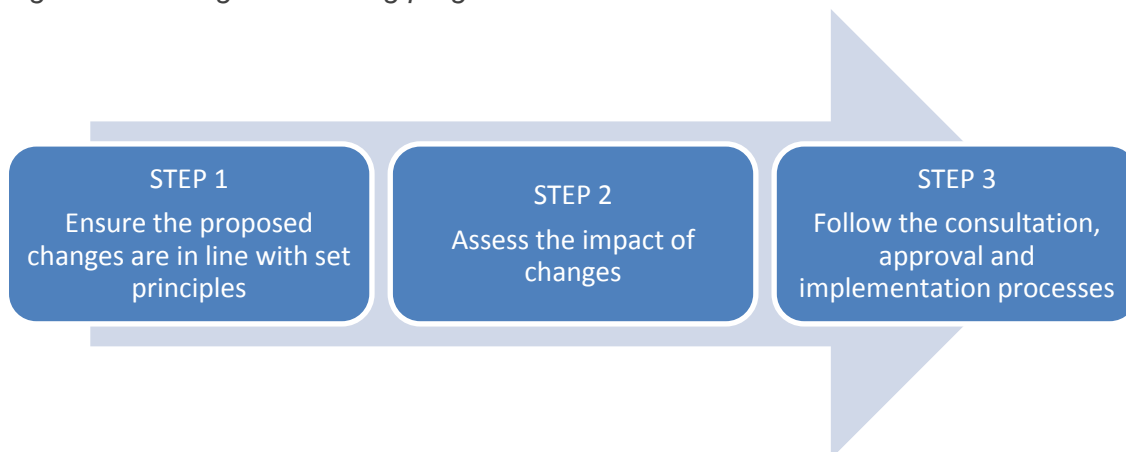 STEP 1
Ensure the proposed
changes are in line with set
principles
STEP 2
Assess the impact of
changes
STEP 3
Follow the consultation,
approval and
implementation processes